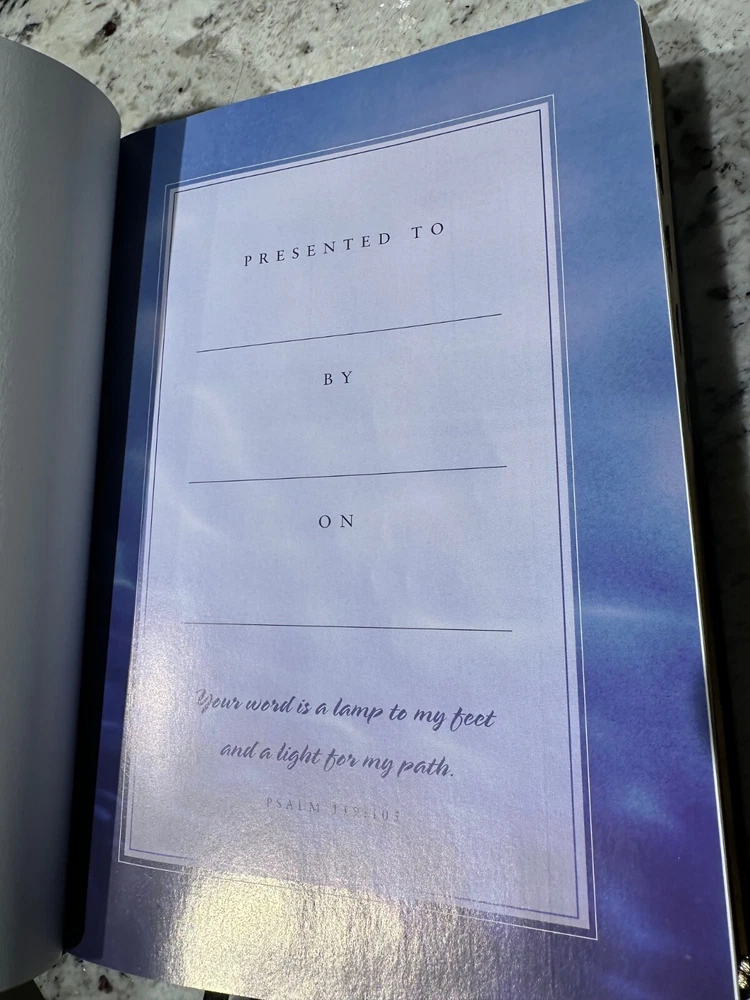 PRESENTED TO
BY
ON
Your word is a lamp to my feet
and a light for my path.
PSALM 119:105